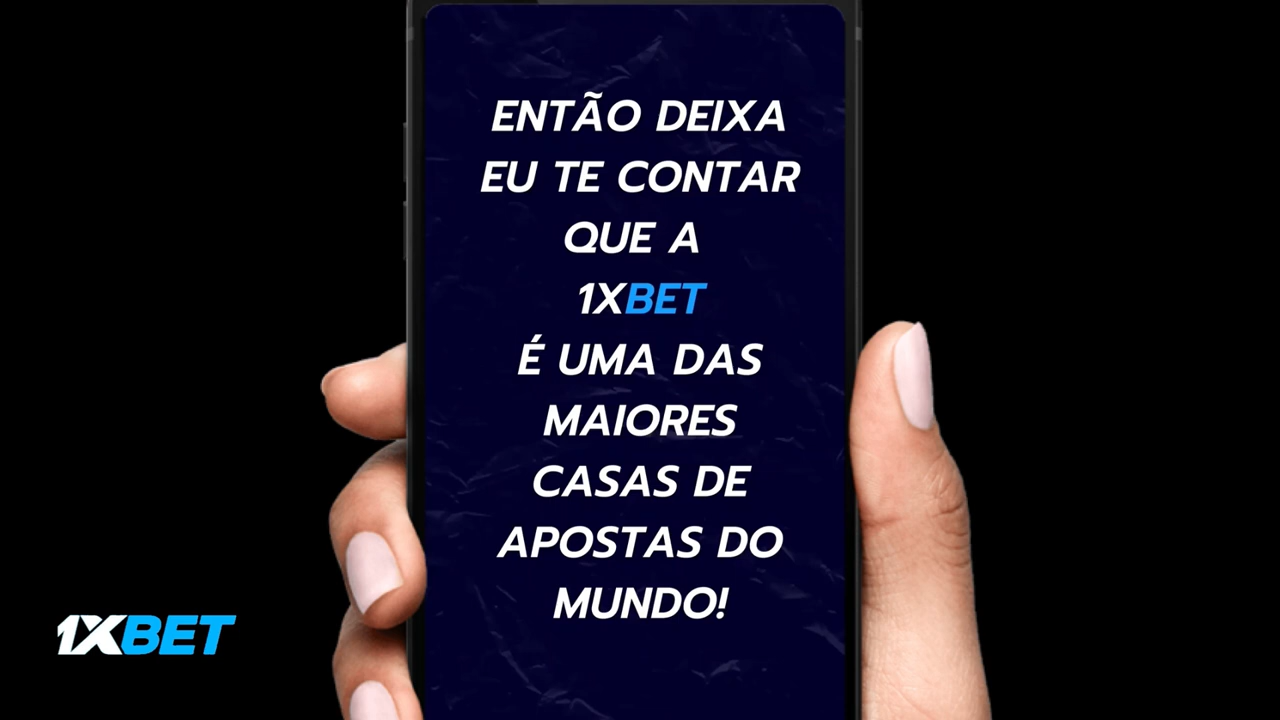 ENTÃO DEIXA
EU TE CONTAR
QUE A
1XBET
É UMA DAS
MAIORES
CASAS DE
APOSTAS DO
MUNDO!
1XBET